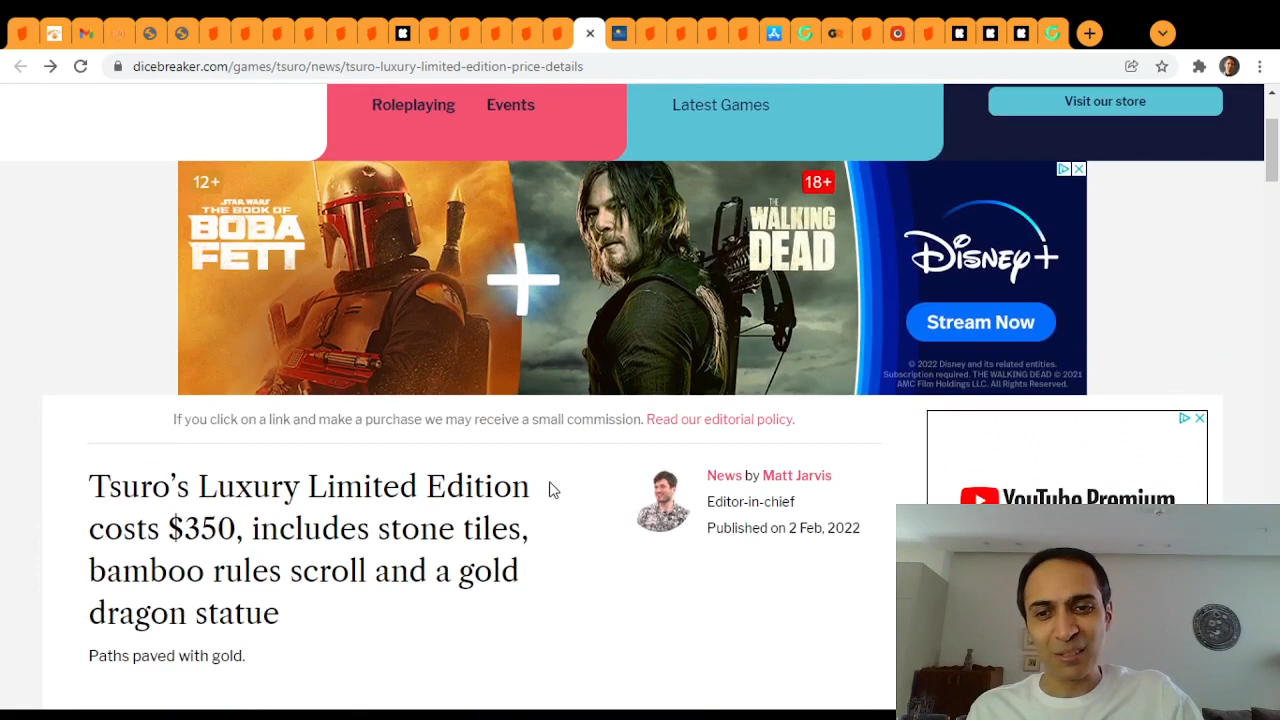 dicebreaker.com/games/tsuro/news/tsuro-luxury-limited-edition-price-details
Roleplaying Events
Latest Games
Visit our store
12+
STAR WARS
THE BOOK OF
BOBA
FETT
18+
THE
WALKING
DEAD
Disney+
Stream Now
© 2022 Disney and its related entities.
Subscription required. THE WALKING DEAD © 2021
AMC Film Holdings LLC. All Rights Reserved.
If you click on a link and make a purchase we may receive a small commission. Read our editorial policy.
Tsuro’s Luxury Limited Edition
costs $350, includes stone tiles,
bamboo rules scroll and a gold
dragon statue
Paths paved with gold.
News by Matt Jarvis
Editor-in-chief
Published on 2 Feb, 2022
YouTube Premium